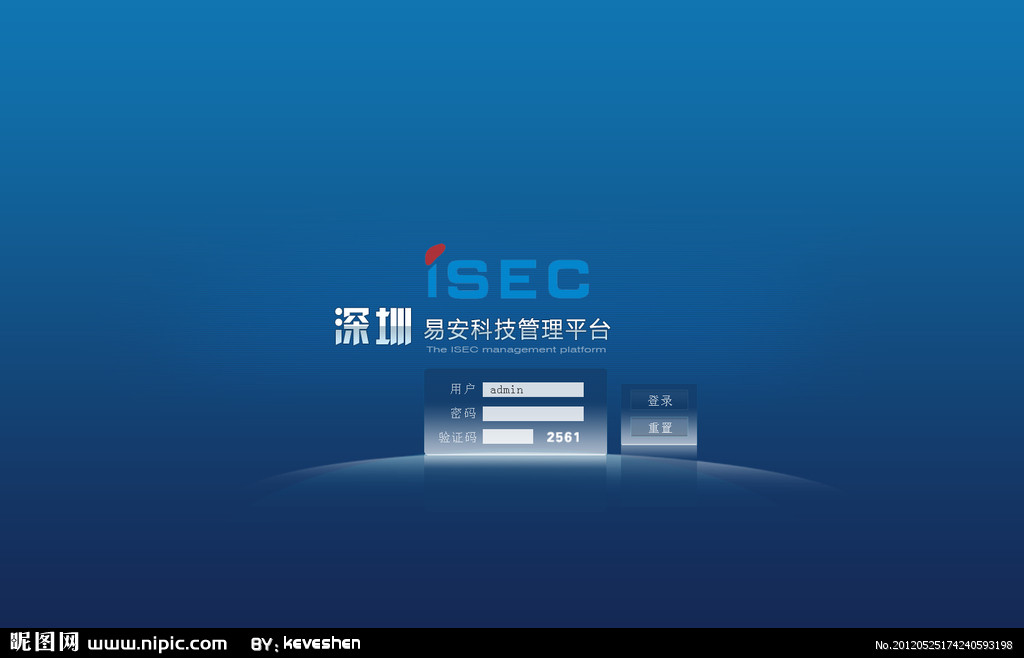 iSEC
深圳 易安科技管理平台
The ISEC management platform
用户 admin
密码
验证码 2561
登录
重置
昵图网 www.nipic.com BY:keveshen No.20120525174240593198